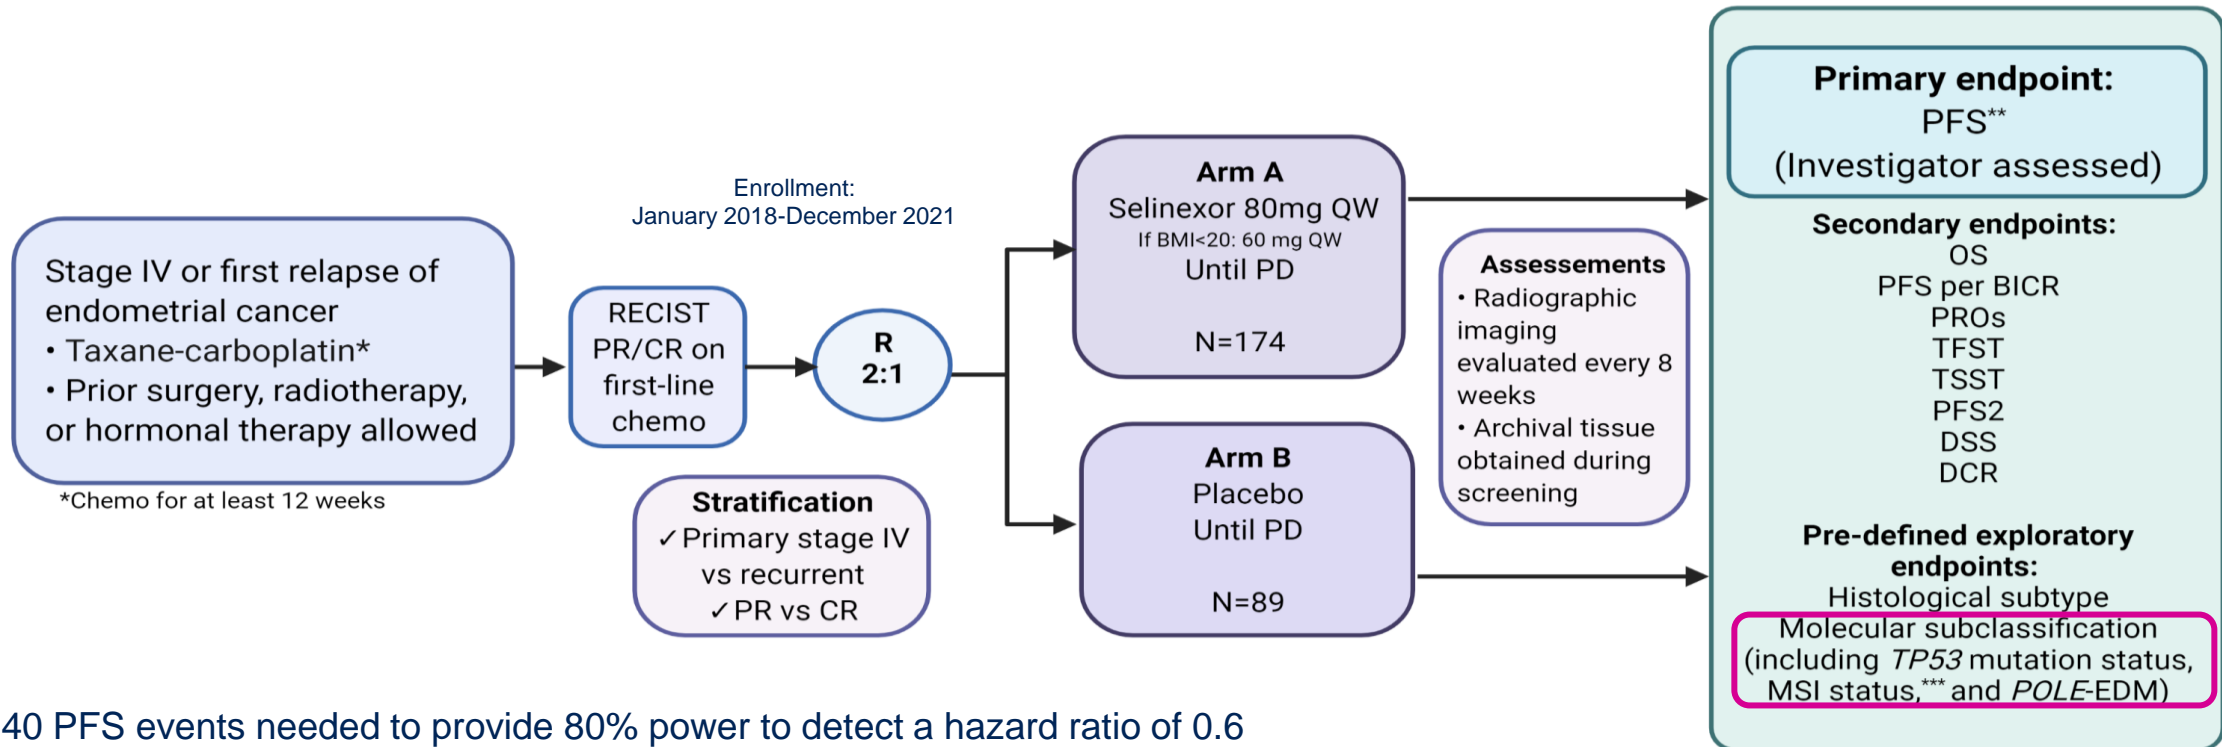 Enrollment:
January 2018-December 2021
Stage IV or first relapse of
endometrial cancer
• Taxane-carboplatin*
• Prior surgery, radiotherapy,
or hormonal therapy allowed
*Chemo for at least 12 weeks
RECIST
PR/CR on
first-line
chemo
R
2:1
Stratification
✓ Primary stage IV
vs recurrent
✓ PR vs CR
Arm A
Selinexor 80mg QW
If BMI<20: 60 mg QW
Until PD
N=174
Arm B
Placebo
Until PD
N=89
Assessements
• Radiographic
imaging
evaluated every 8
weeks
• Archival tissue
obtained during
screening
Primary endpoint:
PFS**
(Investigator assessed)
Secondary endpoints:
OS
PFS per BICR
PROs
TFST
TSST
PFS2
DSS
DCR
Pre-defined exploratory
endpoints:
Histological subtype
Molecular subclassification
(including TP53 mutation status,
MSI status,*** and POLE-EDM)
40 PFS events needed to provide 80% power to detect a hazard ratio of 0.6